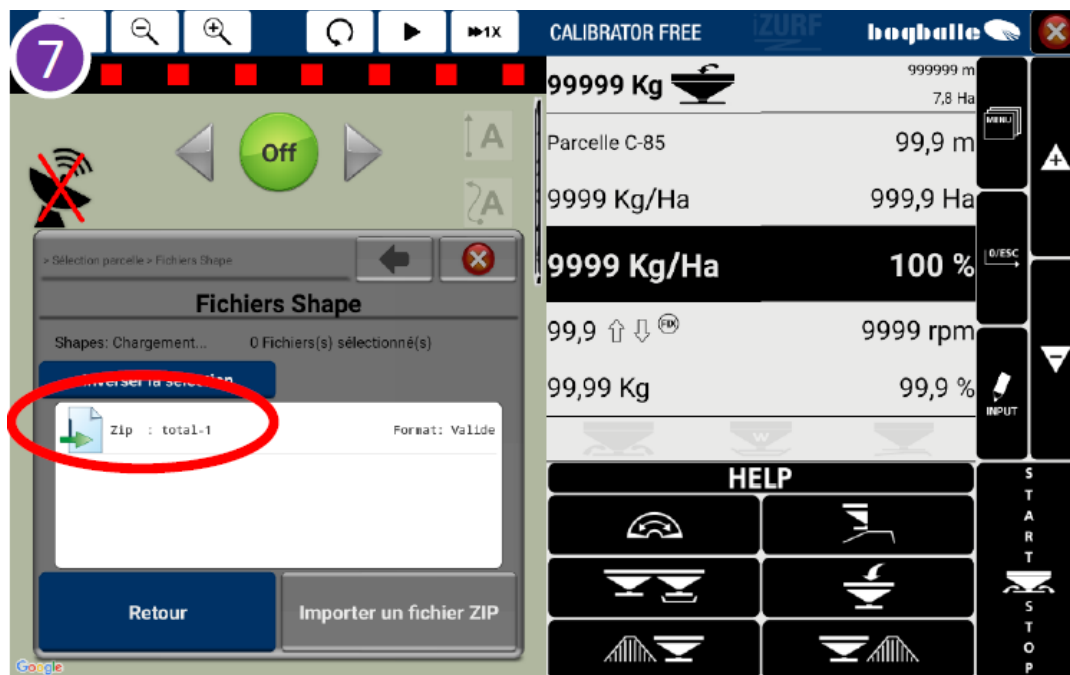 7
1X
CALIBRATOR FREE
iZURF
bogballe
99999 Kg
999999 m
7,8 Ha
MENU
Parcelle C-85
99,9 m
9999 Kg/Ha
999,9 Ha
9999 Kg/Ha
100 %
0/ESC
99,9
FIX
9999 rpm
99,99 Kg
99,9 %
INPUT
W
HELP
START
STOP
Off
A
A
> Sélection parcelle > Fichiers Shape
Fichiers Shape
Shapes: Chargement...
0 Fichiers(s) sélectionné(s)
Inverser la sélection
Zip : total-1
Format: Valide
Retour
Importer un fichier ZIP
Google